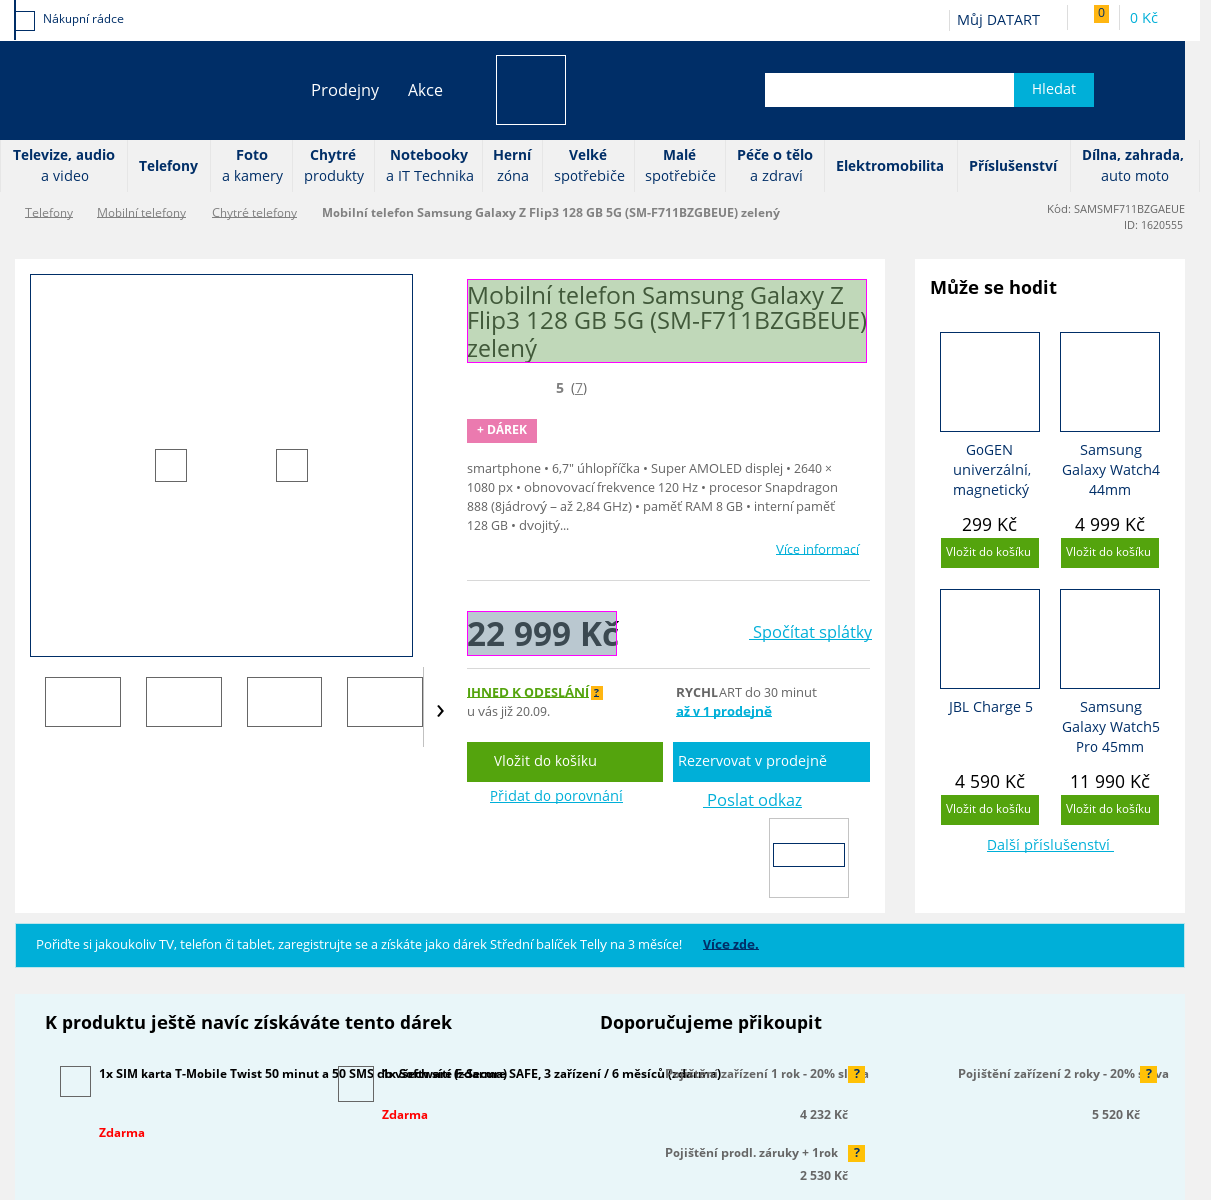 Nákupní rádce
Můj DATART
0
0 Kč
Prodejny
Akce
Hledat
Televize, audio
a video
Telefony
Foto
a kamery
Chytré
produkty
Notebooky
a IT Technika
Herní
zóna
Velké
spotřebiče
Malé
spotřebiče
Péče o tělo
a zdraví
Elektromobilita
Příslušenství
Dílna, zahrada,
auto moto
Telefony
Mobilní telefony
Chytré telefony
Mobilní telefon Samsung Galaxy Z Flip3 128 GB 5G (SM-F711BZGBEUE) zelený
Kód: SAMSMF711BZGAEUE
ID: 1620555
Mobilní telefon Samsung Galaxy Z
Flip3 128 GB 5G (SM-F711BZGBEUE)
zelený
5 (7)
+ DÁREK
smartphone • 6,7" úhlopříčka • Super AMOLED displej • 2640 ×
1080 px • obnovovací frekvence 120 Hz • procesor Snapdragon
888 (8jádrový – až 2,84 GHz) • paměť RAM 8 GB • interní paměť
128 GB • dvojitý...
Více informací
22 999 Kč
Spočítat splátky
IHNED K ODESLÁNÍ ?
u vás již 20.09.
RYCHLART do 30 minut
až v 1 prodejně
Vložit do košíku
Rezervovat v prodejně
Přidat do porovnání
Poslat odkaz
Může se hodit
GoGEN
univerzální,
magnetický
299 Kč
Vložit do košíku
Samsung
Galaxy Watch4
44mm
4 999 Kč
Vložit do košíku
JBL Charge 5
4 590 Kč
Vložit do košíku
Samsung
Galaxy Watch5
Pro 45mm
11 990 Kč
Vložit do košíku
Další příslušenství
Pořiďte si jakoukoliv TV, telefon či tablet, zaregistrujte se a získáte jako dárek Střední balíček Telly na 3 měsíce!
Více zde.
K produktu ještě navíc získáváte tento dárek
1x SIM karta T-Mobile Twist 50 minut a 50 SMS do všech sítí (zdarma)
Zdarma
1x Software F-Secure SAFE, 3 zařízení / 6 měsíců (zdarma)
Zdarma
Doporučujeme přikoupit
Pojištění zařízení 1 rok - 20% sleva ?
4 232 Kč
Pojištění zařízení 2 roky - 20% sleva ?
5 520 Kč
Pojištění prodl. záruky + 1rok ?
2 530 Kč